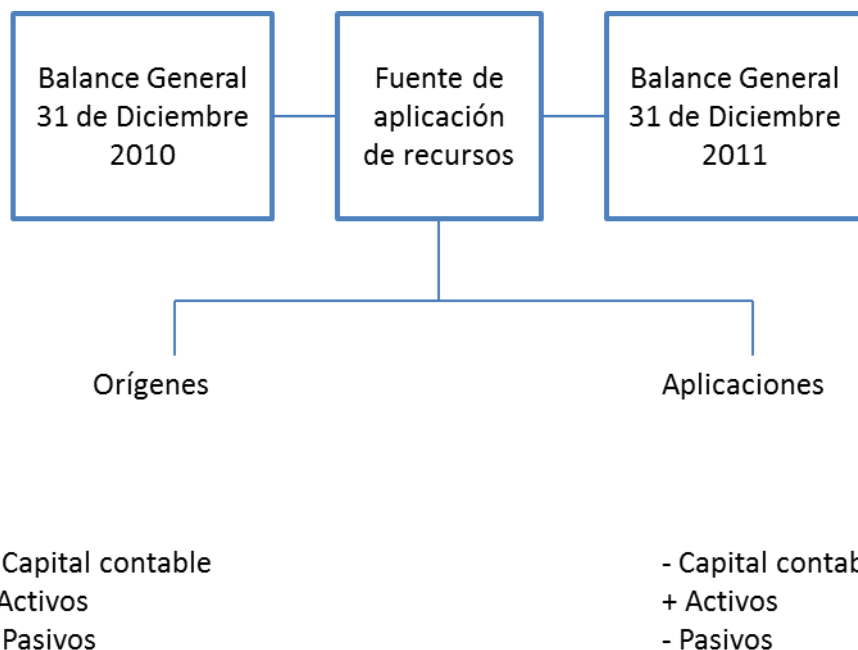 Balance General
31 de Diciembre
2010
Fuente de
aplicación
de recursos
Balance General
31 de Diciembre
2011
Orígenes
Aplicaciones
Capital contable
Activos
Pasivos
- Capital contab
+ Activos
- Pasivos